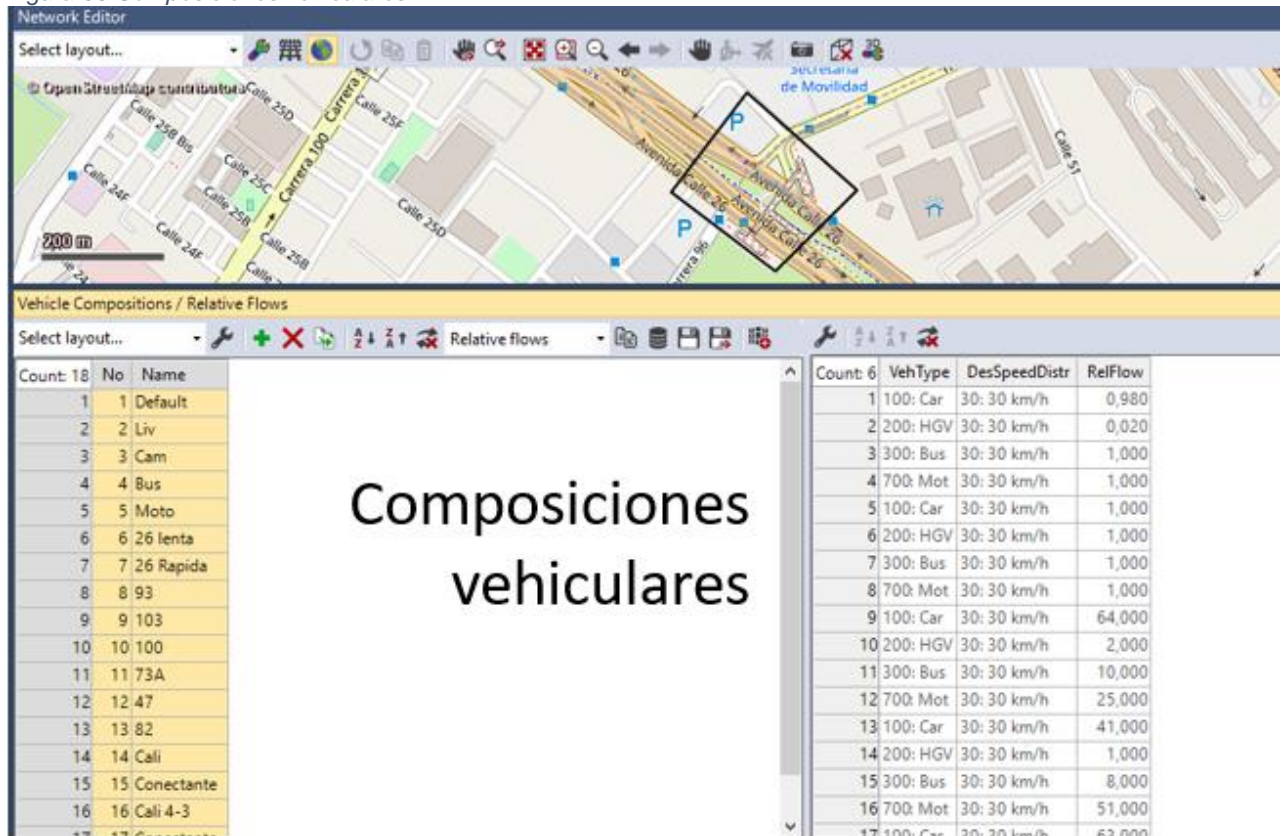 Network Editor
Select layout...
© OpenStreetMap contributors
Calle 25D
Carrera 100
Calle 25F
Calle 25B Bis
Calle 24F
Calle 25C
Calle 25B
Calle 24F
Calle 25B
Calle 25D
200 m
Secretaría
de Movilidad
P
P
Avenida Calle 26
Avenida Calle 26
Avenida Calle 26
Calle 51
Carrera 96
Vehicle Compositions / Relative Flows
Select layout...
Relative flows
Count: 18 No Name
1 1 Default
2 2 Liv
3 3 Cam
4 4 Bus
5 5 Moto
6 6 26 lenta
7 7 26 Rapida
8 8 93
9 9 103
10 10 100
11 11 73A
12 12 47
13 13 82
14 14 Cali
15 15 Conectante
16 16 Cali 4-3
17 17 Conectante
Composiciones
vehiculares
Count: 6 VehType DesSpeedDistr RelFlow
1 100: Car 30: 30 km/h 0,980
2 200: HGV 30: 30 km/h 0,020
3 300: Bus 30: 30 km/h 1,000
4 700: Mot 30: 30 km/h 1,000
5 100: Car 30: 30 km/h 1,000
6 200: HGV 30: 30 km/h 1,000
7 300: Bus 30: 30 km/h 1,000
8 700: Mot 30: 30 km/h 1,000
9 100: Car 30: 30 km/h 64,000
10 200: HGV 30: 30 km/h 2,000
11 300: Bus 30: 30 km/h 10,000
12 700: Mot 30: 30 km/h 25,000
13 100: Car 30: 30 km/h 41,000
14 200: HGV 30: 30 km/h 1,000
15 300: Bus 30: 30 km/h 8,000
16 700: Mot 30: 30 km/h 51,000
17 100: Car 30: 30 km/h 63,000